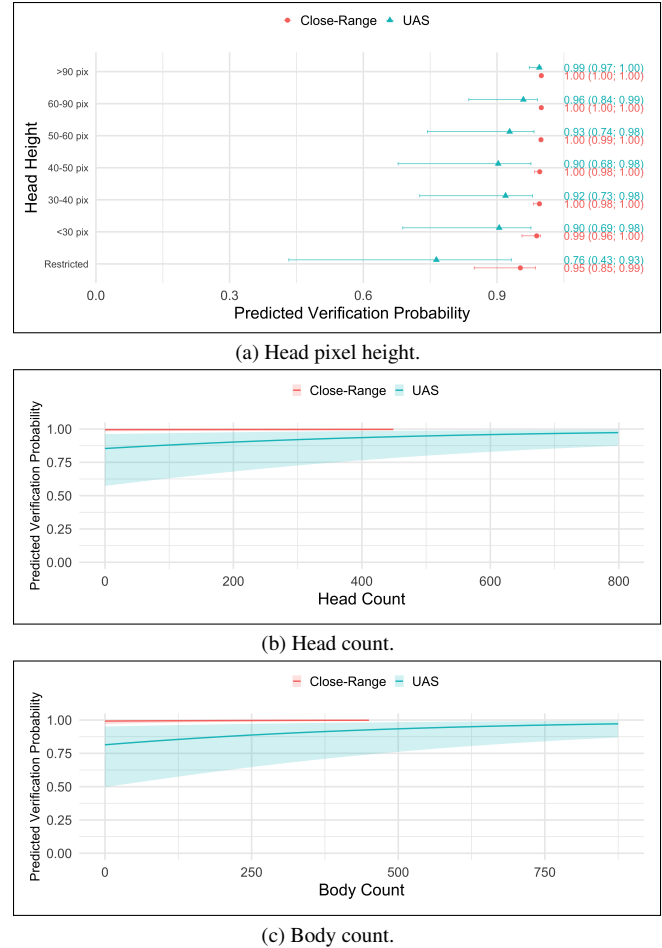 Close-Range UAS
Head Height
>90 pix
0.99 (0.97; 1.00)
1.00 (1.00; 1.00)
60-90 pix
0.96 (0.84; 0.99)
1.00 (1.00; 1.00)
50-60 pix
0.93 (0.74; 0.98)
1.00 (0.99; 1.00)
40-50 pix
0.90 (0.68; 0.98)
1.00 (0.98; 1.00)
30-40 pix
0.92 (0.73; 0.98)
1.00 (0.98; 1.00)
<30 pix
0.90 (0.69; 0.98)
0.99 (0.96; 1.00)
Restricted
0.76 (0.43; 0.93)
0.95 (0.85; 0.99)
0.0 0.3 0.6 0.9
Predicted Verification Probability
(a) Head pixel height.
Close-Range UAS
Predicted Verification Probability
1.00
0.75
0.50
0.25
0.00
0 200 400 600 800
Head Count
(b) Head count.
Close-Range UAS
Predicted Verification Probability
1.00
0.75
0.50
0.25
0.00
0 250 500 750
Body Count
(c) Body count.